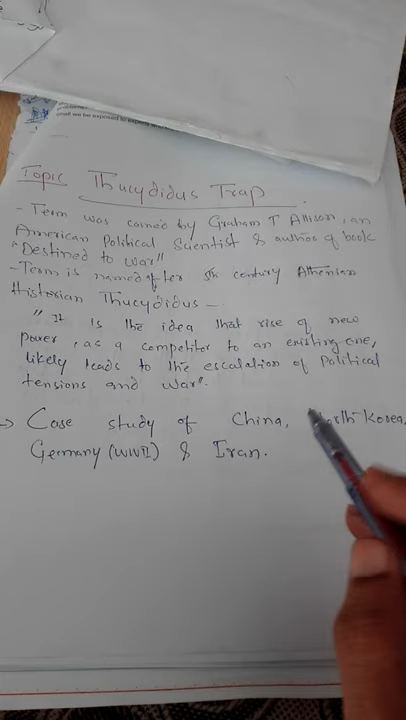 Topic Thucydidus Trap
- Term was coined by Graham T Allison, an
American Political Scientist & author of book
"Destined to War"
- Term is named after 5th century Athenian
Historian Thucydidus -
" It is the idea that rise of new
power, as a competitor to an existing one,
likely leads to the escalation of Political
tensions and war".
→ Case study of China, North Korea,
Germany (WWII) & Iran.